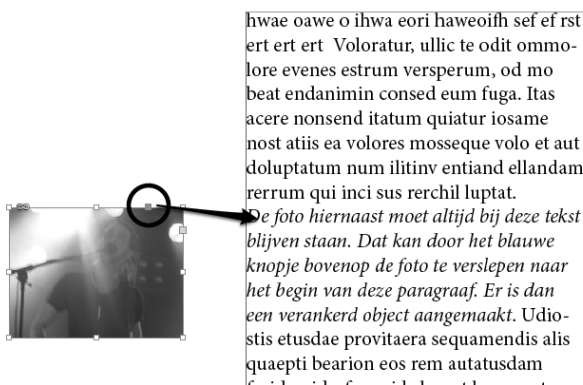 hwae oawe o ihwa eori haweoifh sef ef rst
ert ert ert Voloratur, ullic te odit ommo-
lore evenes estrum versperum, od mo
beat endanimin consed eum fuga. Itas
acere nonsend itatum quiatur iosame
nost atiis ea volores mosseque volo et aut
doluptatum num ilitinv entiand ellandam
rerrum qui inci sus rerchil luptat.
De foto hiernaast moet altijd bij deze tekst
blijven staan. Dat kan door het blauwe
knopje bovenop de foto te verslepen naar
het begin van deze paragraaf. Er is dan
een verankerd object aangemaakt. Udio-
stis etusdae provitaera sequamendis alis
quaepti bearion eos rem autatusdam